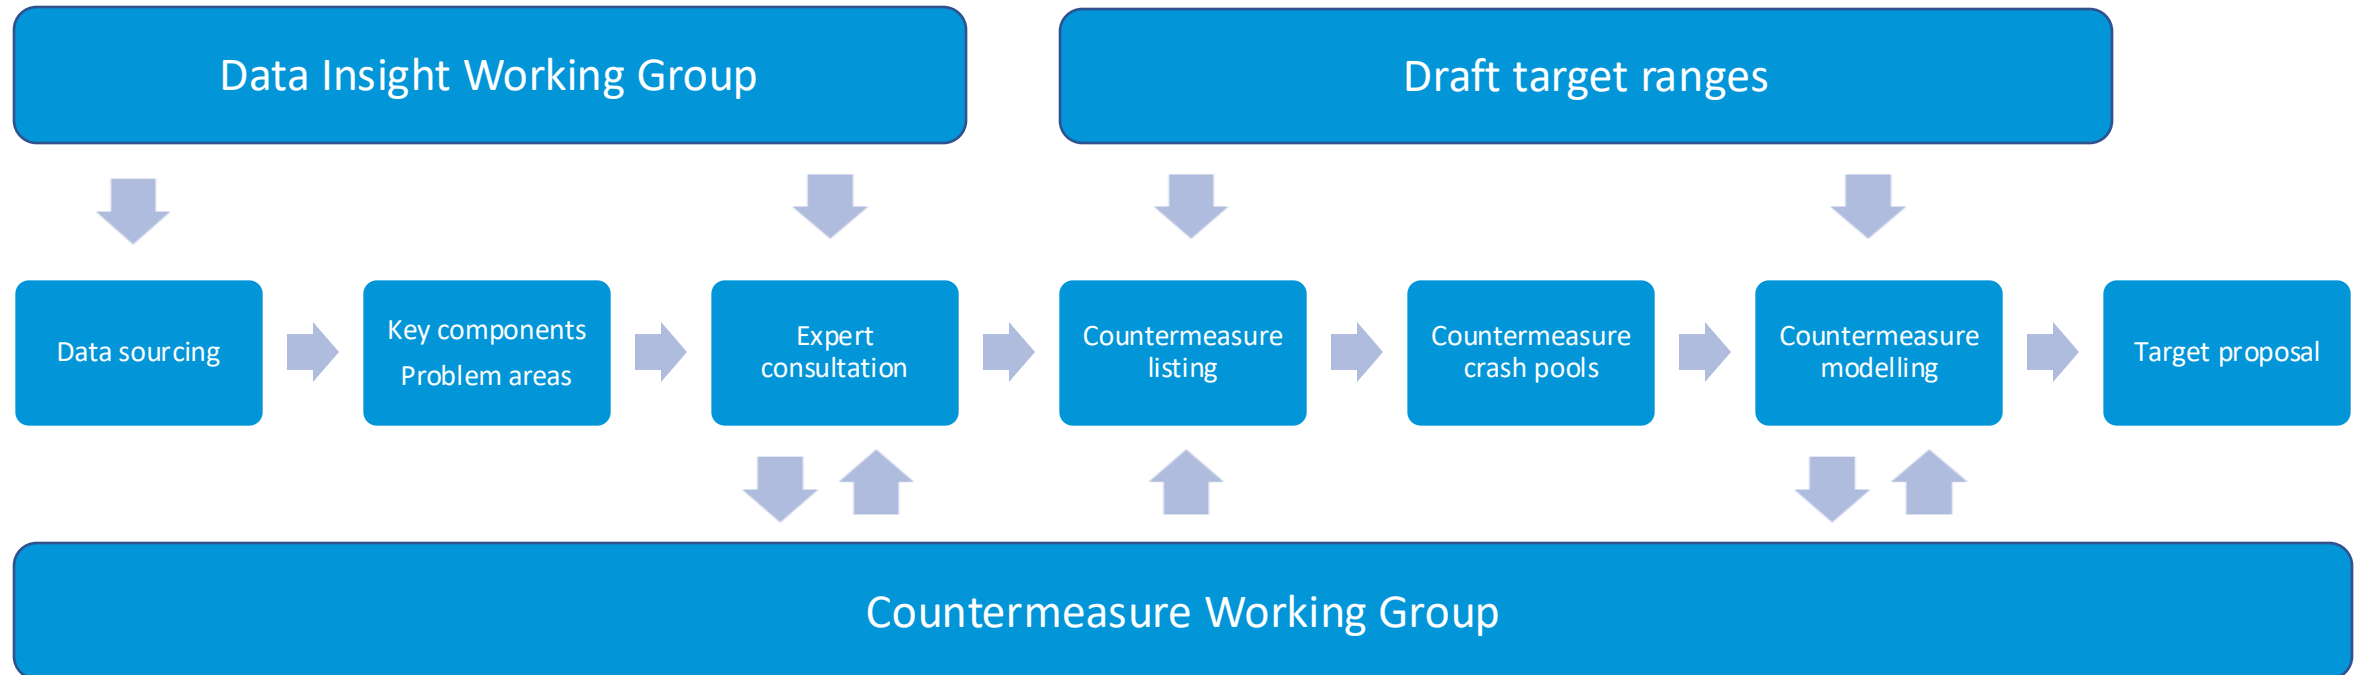 Data Insight Working Group
Draft target ranges
Data sourcing
Key components
Problem areas
Expert
consultation
Countermeasure
listing
Countermeasure
crash pools
Countermeasure
modelling
Target proposal
Countermeasure Working Group